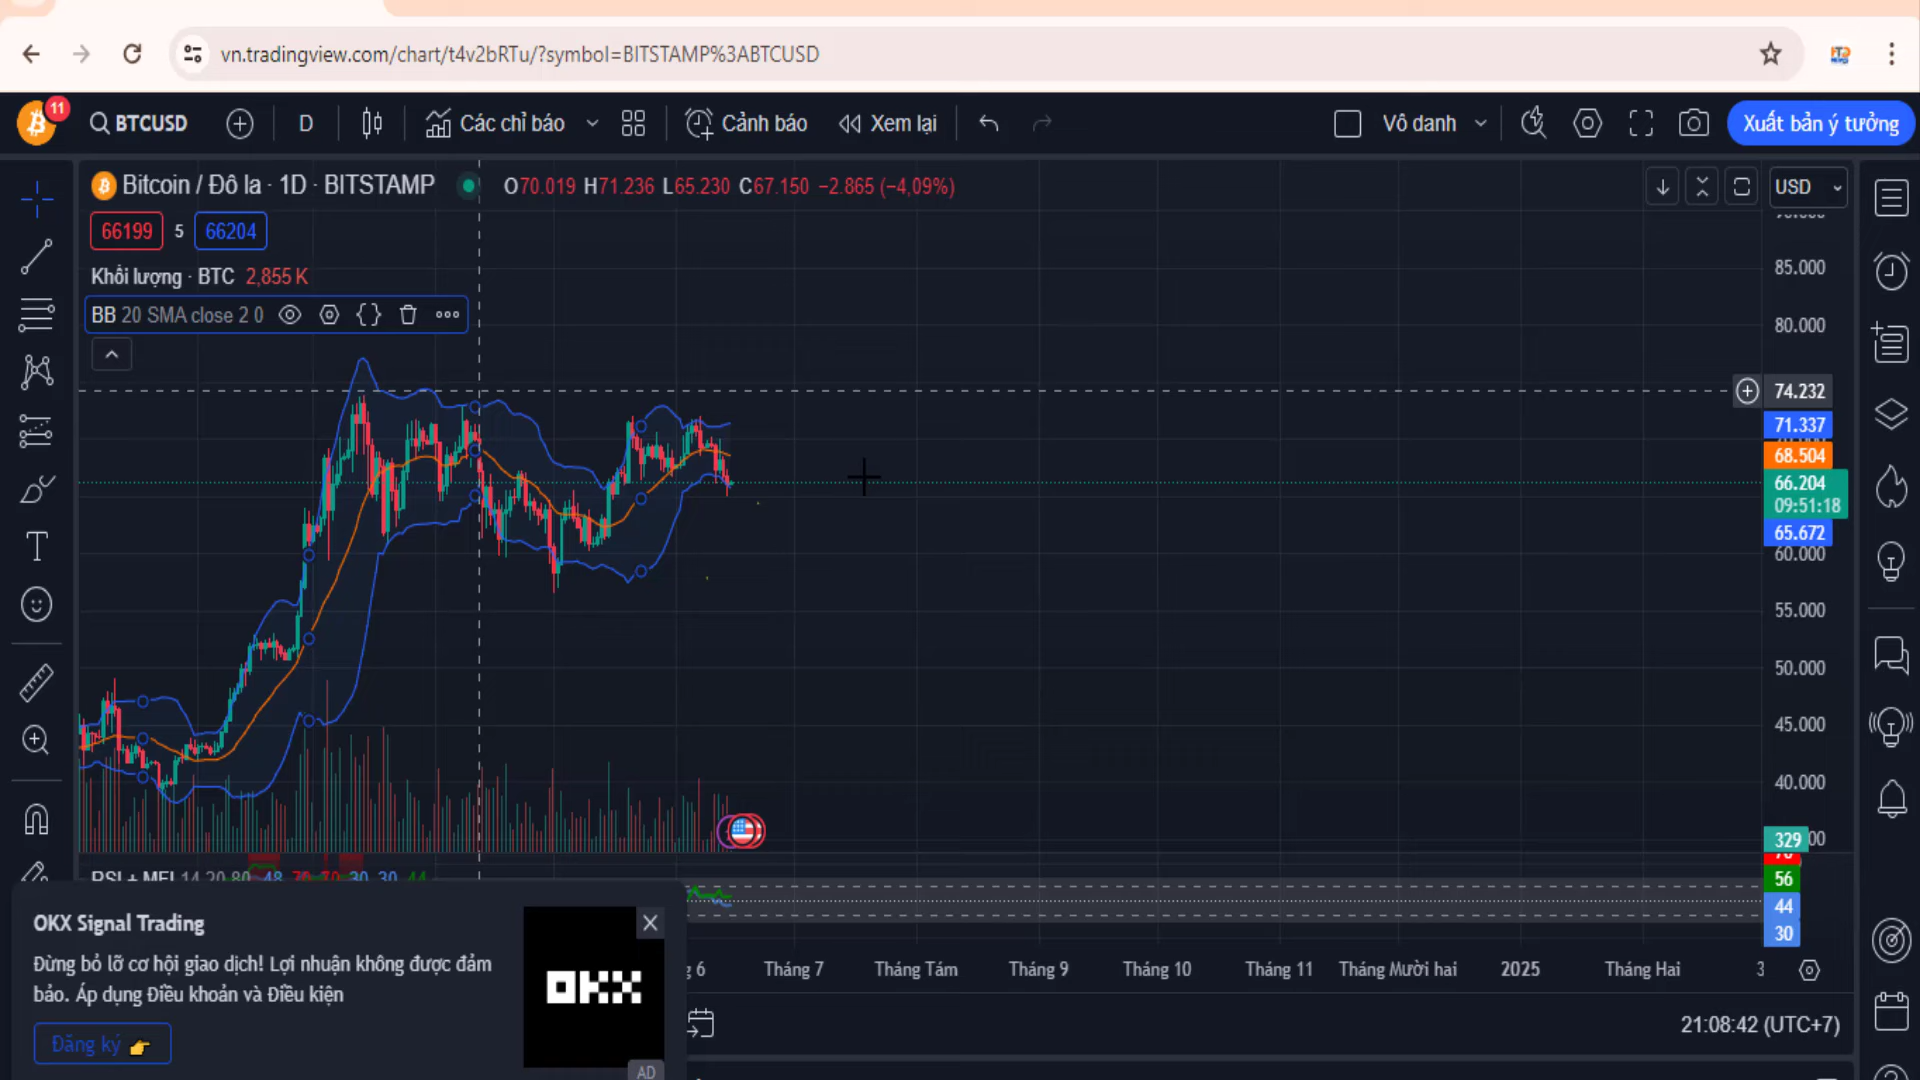 vn.tradingview.com/chart/t4v2bRTu/?symbol=BITSTAMP%3ABTCUSD
11
BTCUSD
D
Các chỉ báo
Cảnh báo
Xem lại
Vô danh
Xuất bản ý tưởng
Bitcoin / Đô la · 1D · BITSTAMP
O70.019 H71.236 L65.230 C67.150 −2.865 (−4,09%)
USD
66199
5
66204
Khối lượng · BTC 2,855 K
BB 20 SMA close 2 0
85.000
80.000
74.232
71.337
68.504
66.204
09:51:18
65.672
60.000
55.000
50.000
45.000
40.000
329
RSI + MFI 14 20 80 48 70 70 30 30 44
56
44
30
6
Tháng 7
Tháng Tám
Tháng 9
Tháng 10
Tháng 11
Tháng Mười hai
2025
Tháng Hai
3
OKX Signal Trading
Đừng bỏ lỡ cơ hội giao dịch! Lợi nhuận không được đảm
bảo. Áp dụng Điều khoản và Điều kiện
Đăng ký
OKX
AD
21:08:42 (UTC+7)